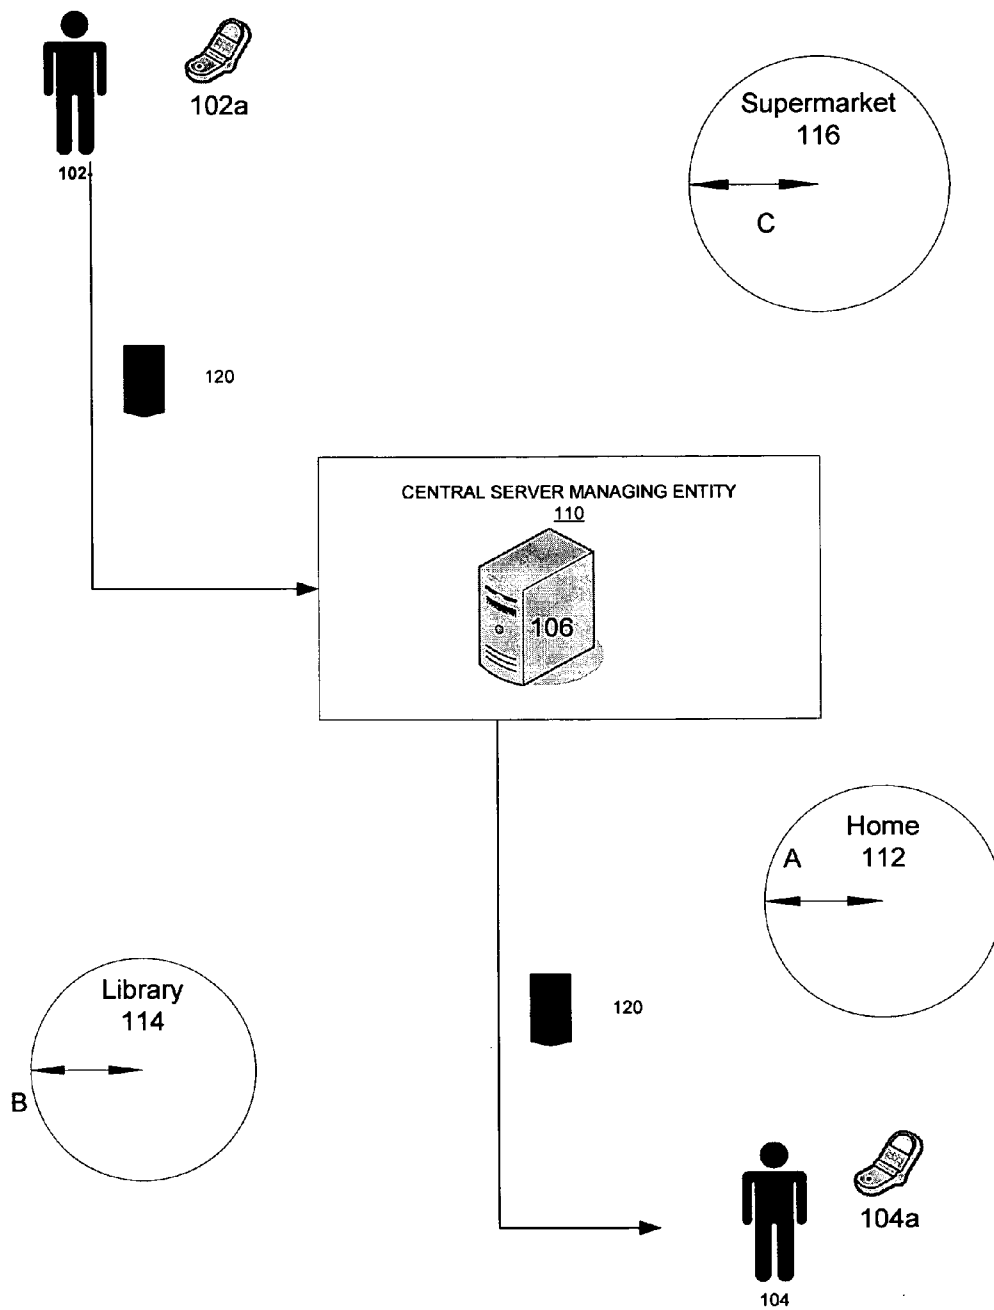 102a
Supermarket
116
102
C
120
CENTRAL SERVER MANAGING ENTITY
110
106
Home
112
A
Library
114
120
B
104a
104